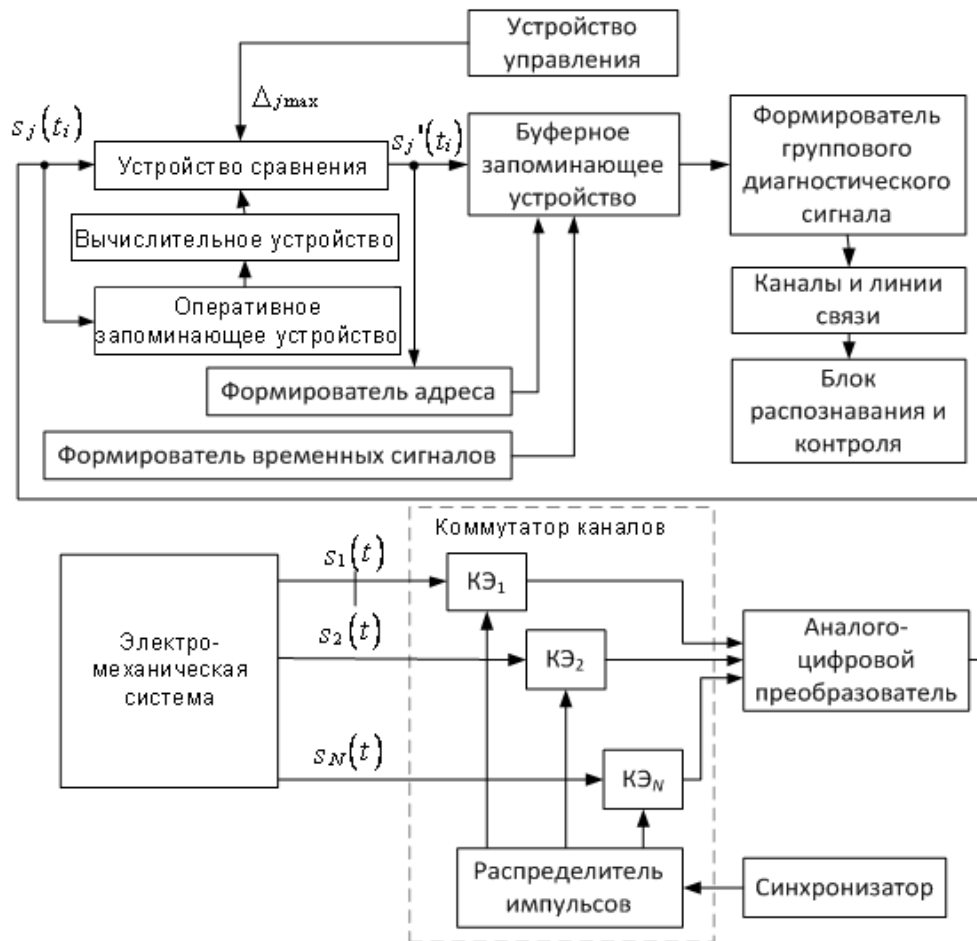 Устройство
управления
Δjmax
sj(ti)
Устройство сравнения
sj'(ti)
Буферное
запоминающее
устройство
Формирователь
группового
диагностического
сигнала
Вычислительное устройство
Оперативное
запоминающее устройство
Каналы и линии
связи
Формирователь адреса
Блок
распознавания и
контроля
Формирователь временных сигналов
Коммутатор каналов
Электро-
механическая
система
s1(t)
КЭ1
s2(t)
КЭ2
sN(t)
КЭN
Аналого-
цифровой
преобразователь
Распределитель
импульсов
Синхронизатор